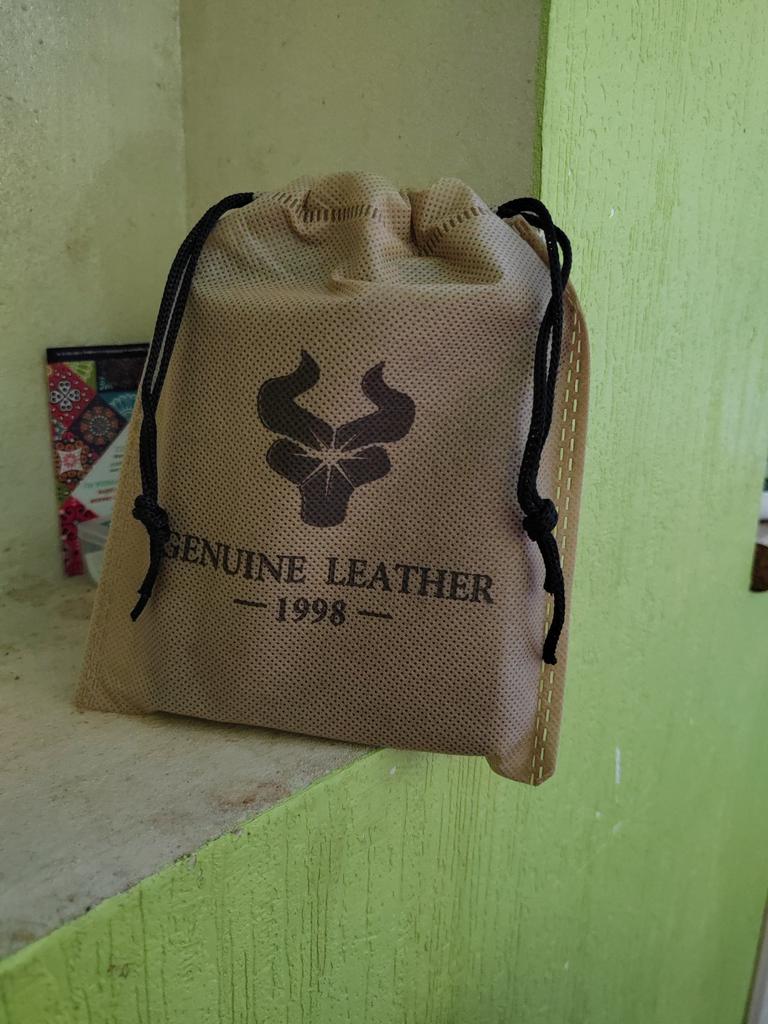 GENUINE LEATHER
— 1998 —